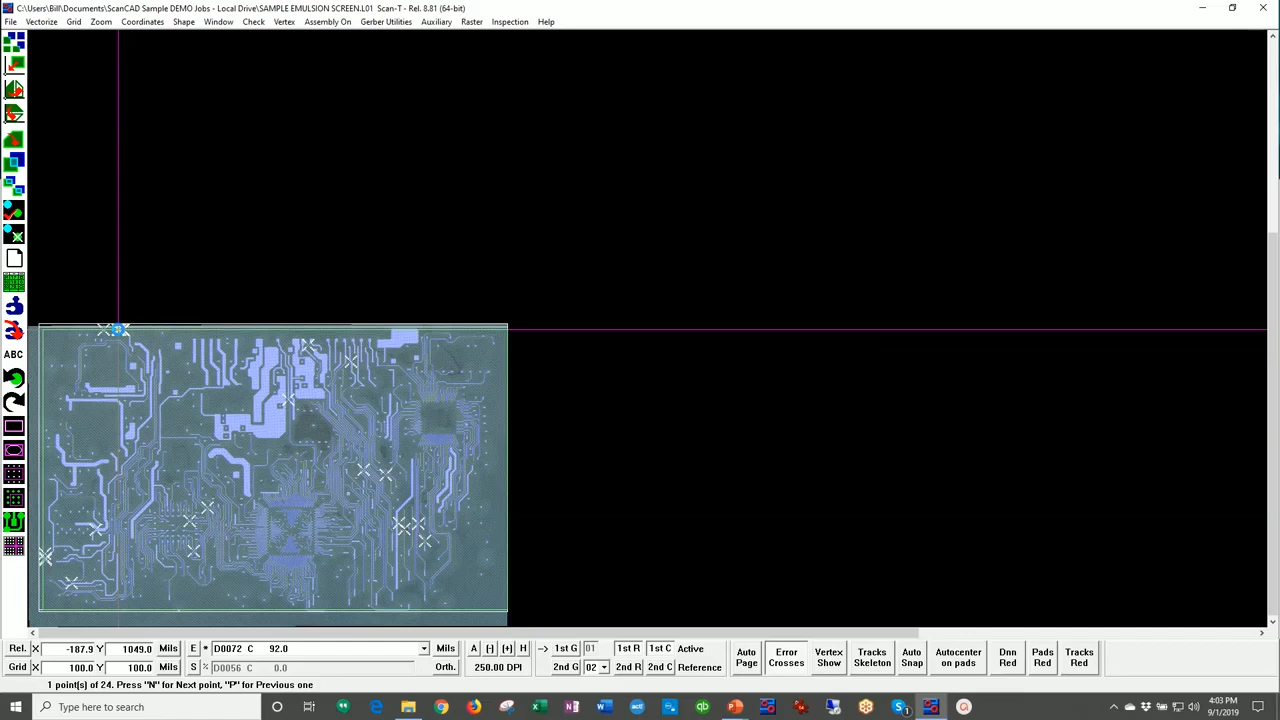 C:\Users\Bill\Documents\ScanCAD Sample DEMO Jobs - Local Drive\SAMPLE EMULSION SCREEN.L01 Scan-T - Rel. 8.81 (64-bit)
File Vectorize Grid Zoom Coordinates Shape Window Check Vertex Assembly On Gerber Utilities Auxiliary Raster Inspection Help
ABC
Rel. X -187.9 Y 1049.0 Mils E * D0072 C 92.0 Mils A (-) (+) H --> 1st G 01 1st R 1st C Active
Grid X 100.0 Y 100.0 Mils S % D0056 C 0.0 Orth. 250.00 DPI 2nd G 02 2nd R 2nd C Reference
Auto Page Error Crosses Vertex Show Tracks Skeleton Auto Snap Autocenter on pads Dnn Red Pads Red Tracks Red
1 point(s) of 24. Press "N" for Next point, "P" for Previous one
Type here to search
4:03 PM
9/1/2019